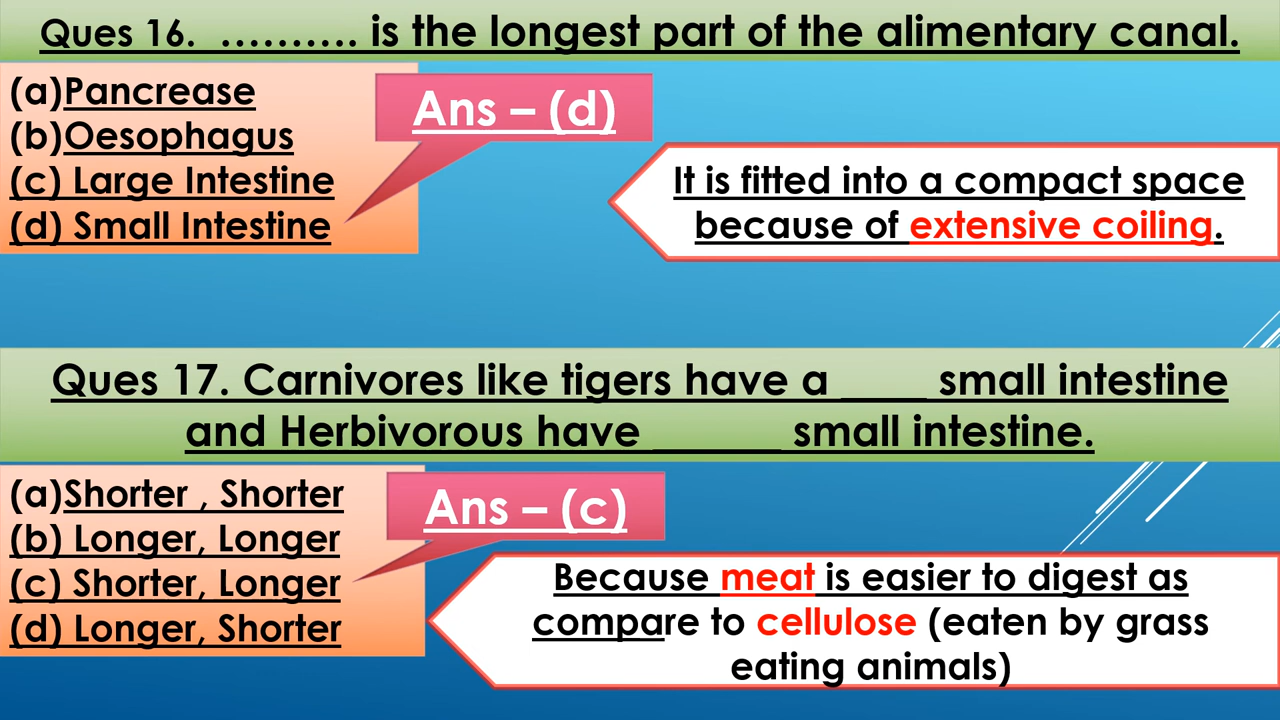 Ques 16. ………. is the longest part of the alimentary canal.
(a)Pancrease
(b)Oesophagus
(c) Large Intestine
(d) Small Intestine
Ans – (d)
It is fitted into a compact space
because of extensive coiling.
Ques 17. Carnivores like tigers have a ____ small intestine
and Herbivorous have ______ small intestine.
(a)Shorter , Shorter
(b) Longer, Longer
(c) Shorter, Longer
(d) Longer, Shorter
Ans – (c)
Because meat is easier to digest as
compare to cellulose (eaten by grass
eating animals)